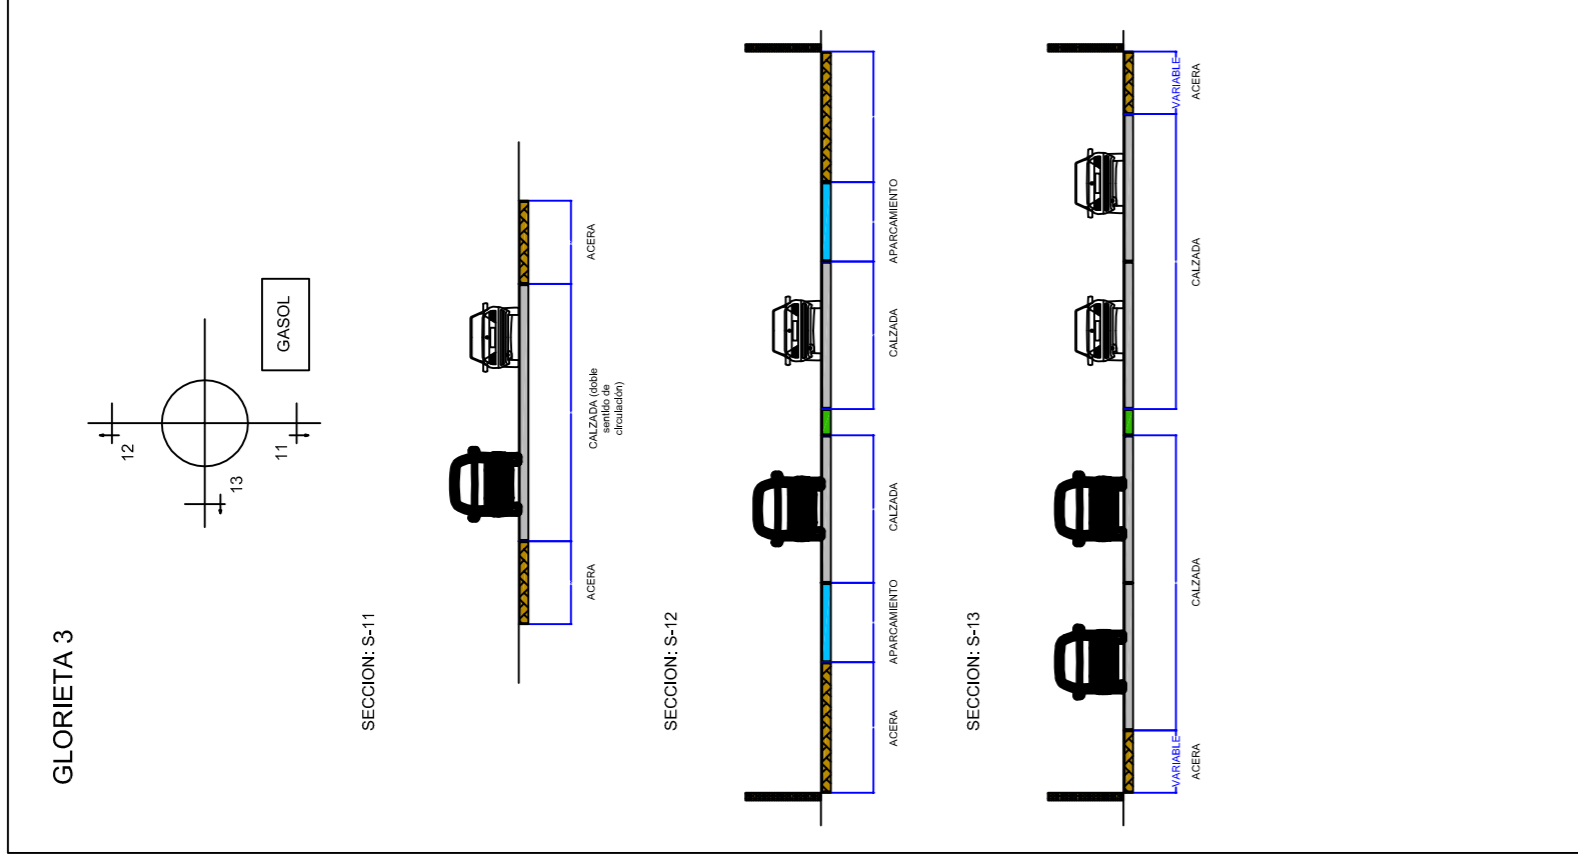 GLORIETA 3
12
13
11
GASOL
SECCION: S-11
ACERA
CALZADA (doble
sentido de
circulación)
ACERA
SECCION: S-12
ACERA
APARCAMIENTO
CALZADA
CALZADA
APARCAMIENTO
SECCION: S-13
VARIABLE
ACERA
CALZADA
CALZADA
VARIABLE
ACERA